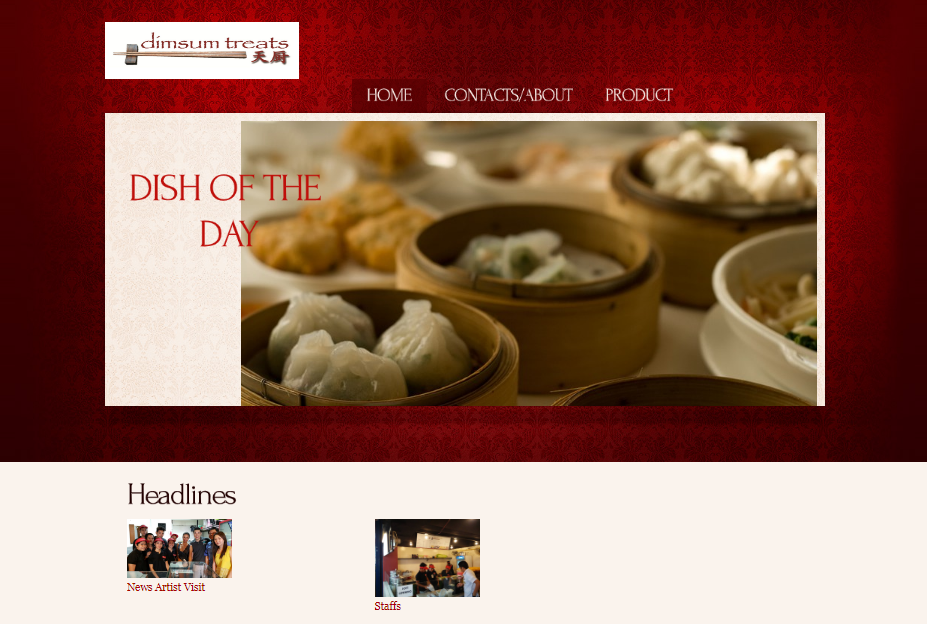 dimsum treats
天厨
HOME CONTACTS/ABOUT PRODUCT
DISH OF THE
DAY
Headlines
News Artist Visit
Staffs